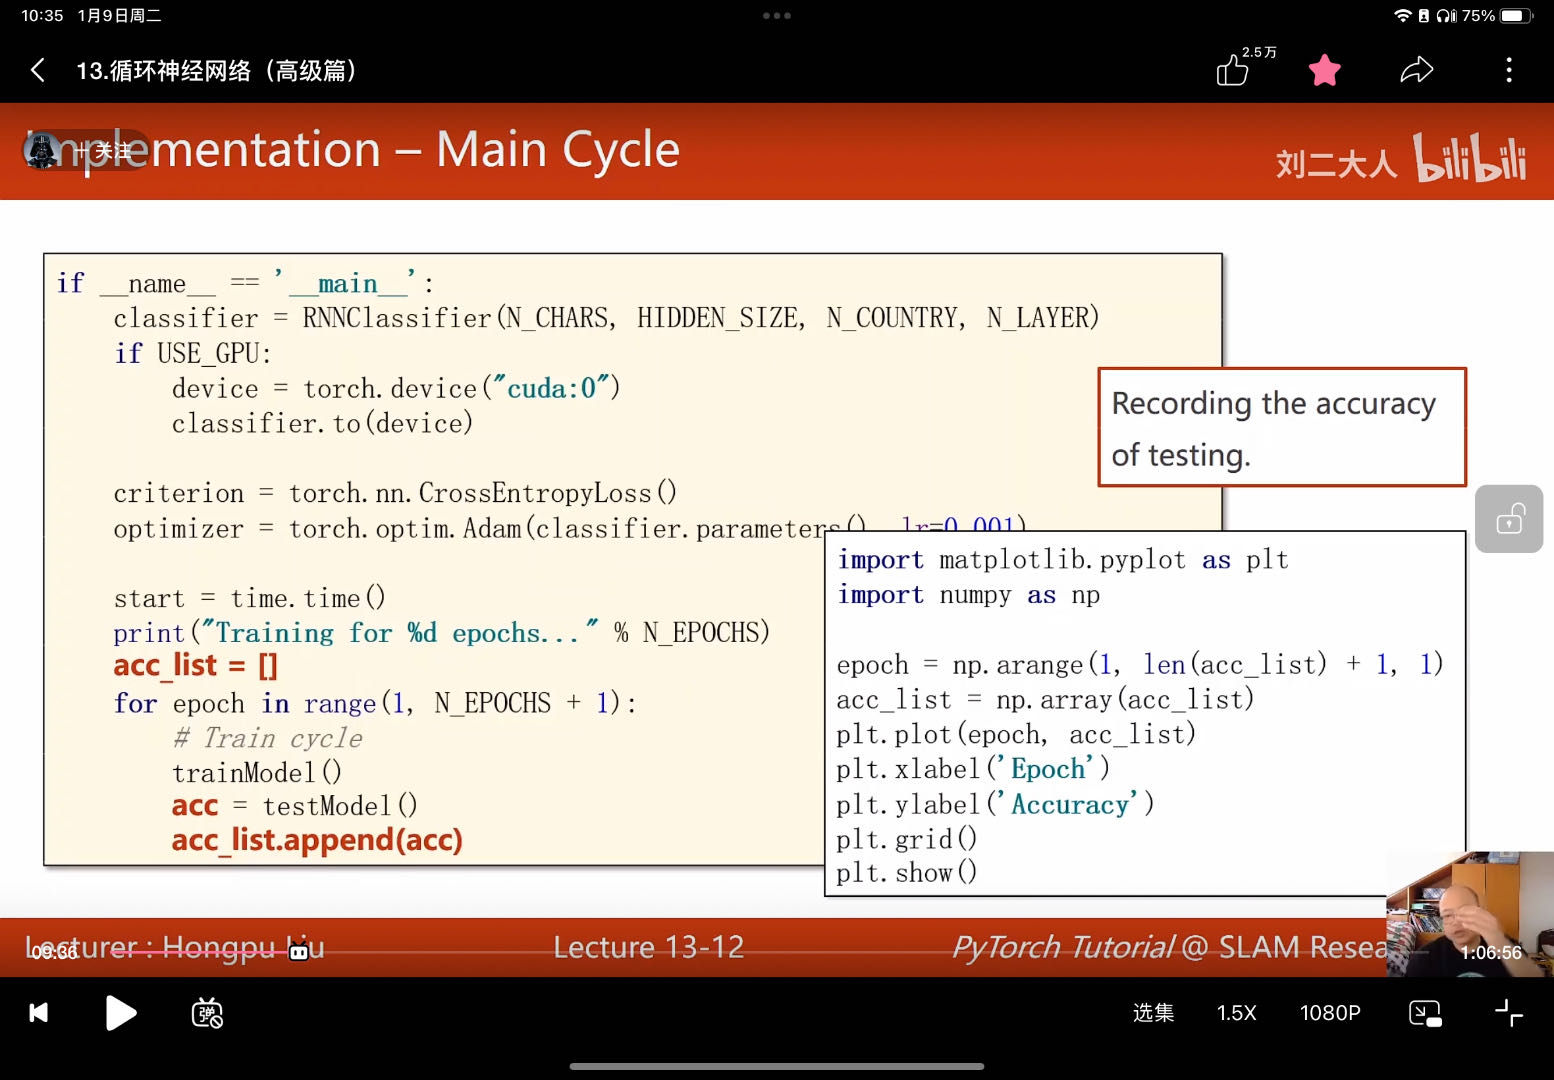 10:35 1月9日周二
75%
13.循环神经网络（高级篇）
2.5万
Implementation – Main Cycle
+ 关注
刘二大人 bilibili
if __name__ == '__main__':
classifier = RNNClassifier(N_CHARS, HIDDEN_SIZE, N_COUNTRY, N_LAYER)
if USE_GPU:
device = torch.device("cuda:0")
classifier.to(device)
criterion = torch.nn.CrossEntropyLoss()
optimizer = torch.optim.Adam(classifier.parameters(), lr=0.001)
start = time.time()
print("Training for %d epochs..." % N_EPOCHS)
acc_list = []
for epoch in range(1, N_EPOCHS + 1):
# Train cycle
trainModel()
acc = testModel()
acc_list.append(acc)
Recording the accuracy
of testing.
import matplotlib.pyplot as plt
import numpy as np
epoch = np.arange(1, len(acc_list) + 1, 1)
acc_list = np.array(acc_list)
plt.plot(epoch, acc_list)
plt.xlabel('Epoch')
plt.ylabel('Accuracy')
plt.grid()
plt.show()
Lecturer : Hongpu Liu
Lecture 13-12
PyTorch Tutorial @ SLAM Resea
09:36
1:06:56
弹
选集
1.5X
1080P